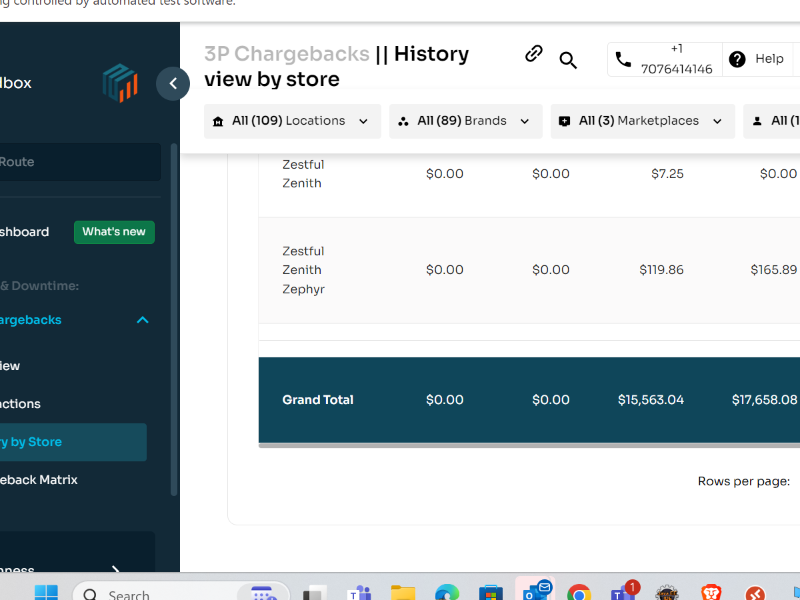 ng controlled by automated test software.
lbox
3P Chargebacks || History
view by store
+1
7076414146
Help
All (109) Locations
All (89) Brands
All (3) Marketplaces
All (1
Route
shboard
What's new
& Downtime:
argebacks
iew
actions
ry by Store
eback Matrix
nness
Zestful
Zenith
$0.00 $0.00 $7.25 $0.00
Zestful
Zenith
Zephyr
$0.00 $0.00 $119.86 $165.89
Grand Total $0.00 $0.00 $15,563.04 $17,658.08
Rows per page:
Search
1